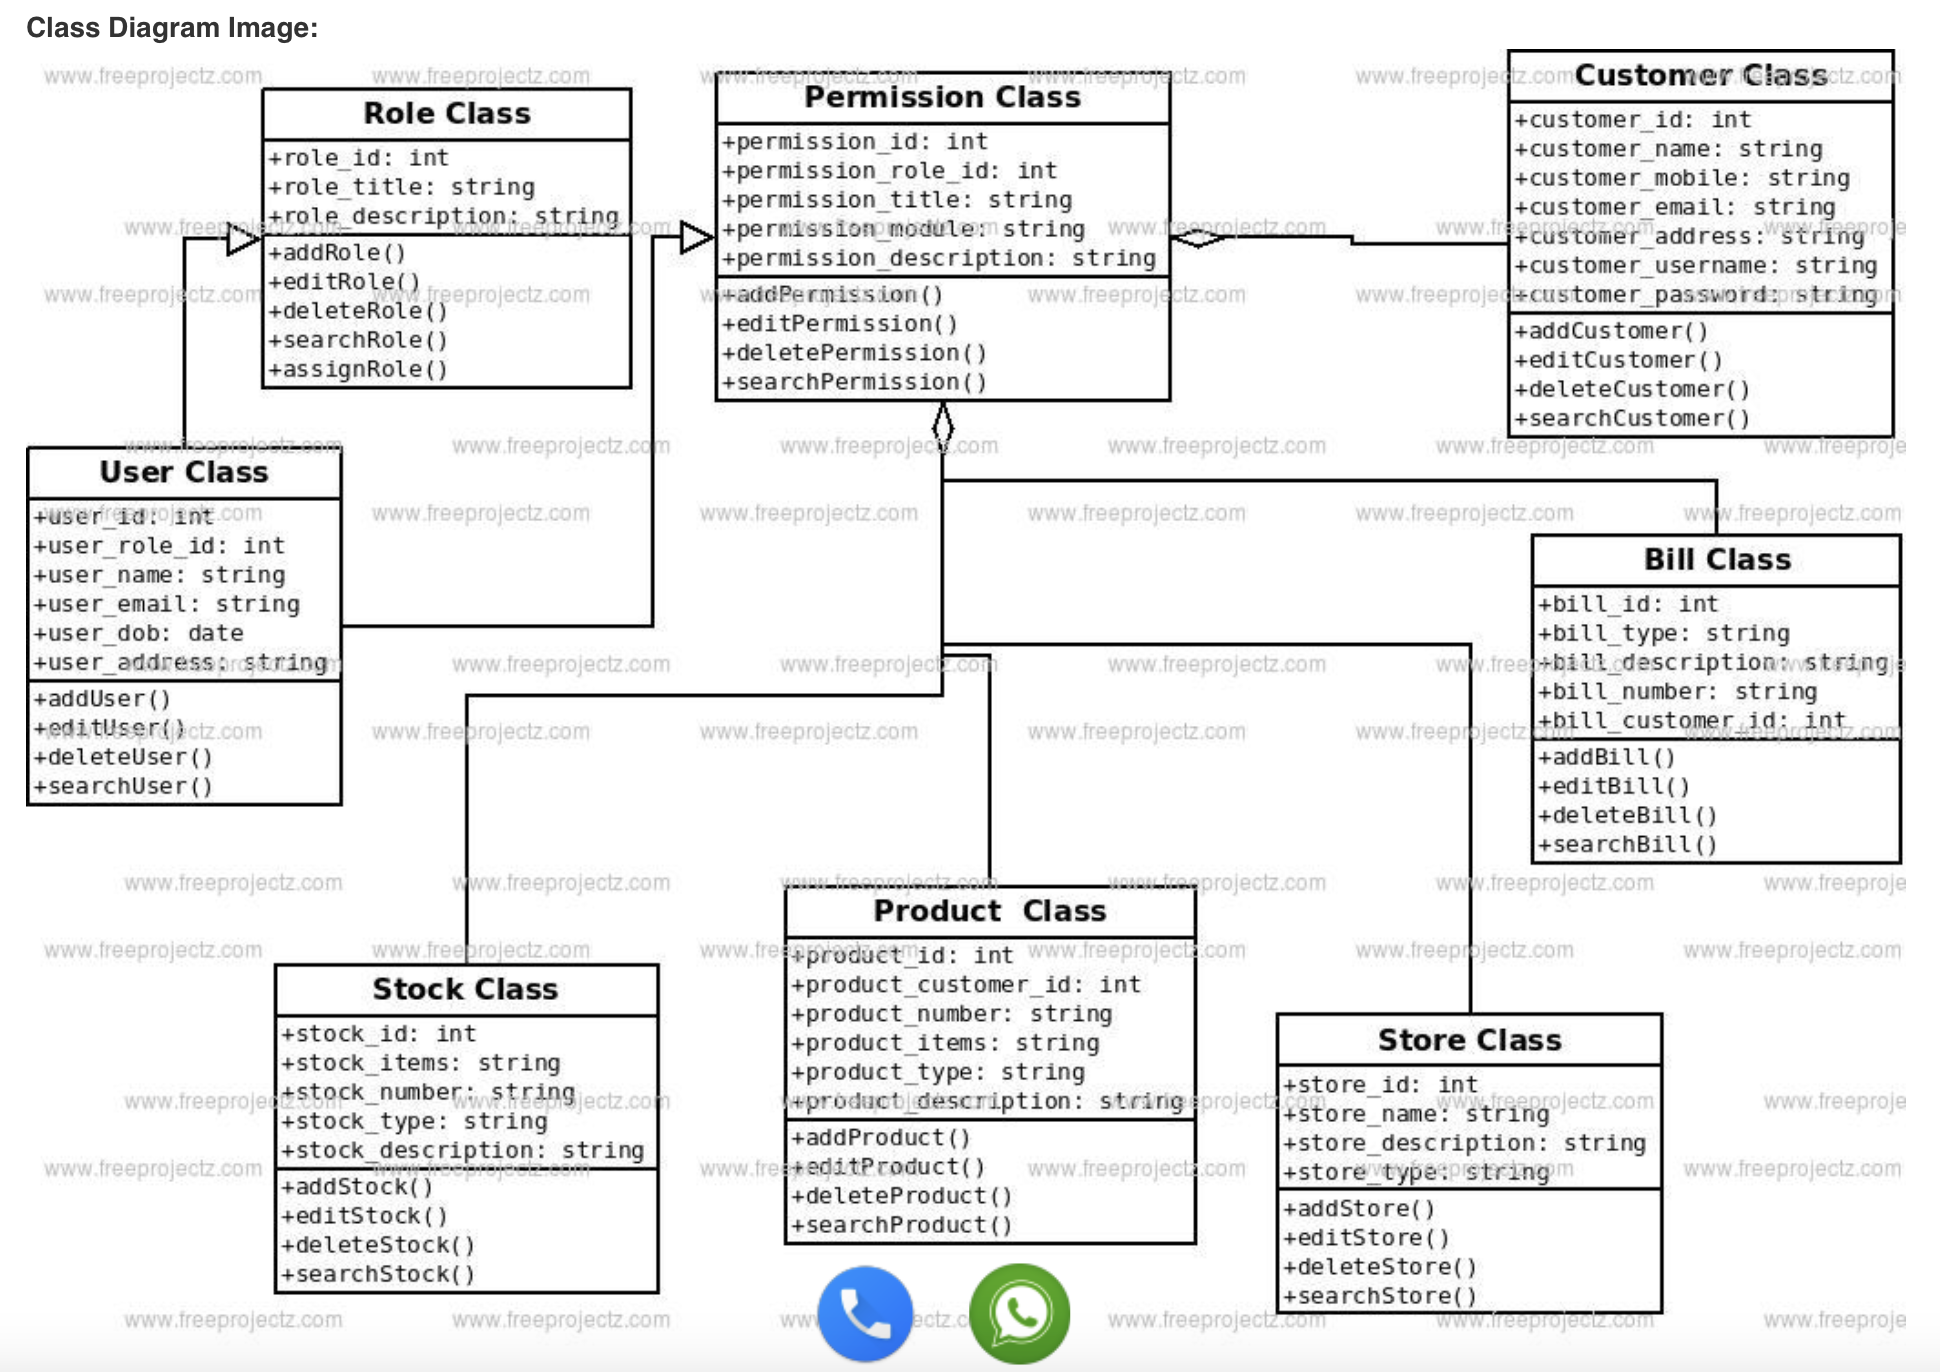 Class Diagram Image:
Role Class
+role_id: int
+role_title: string
+role_description: string
+addRole()
+editRole()
+deleteRole()
+searchRole()
+assignRole()
Permission Class
+permission_id: int
+permission_role_id: int
+permission_title: string
+permission_module: string
+permission_description: string
+addPermission()
+editPermission()
+deletePermission()
+searchPermission()
Customer Class
+customer_id: int
+customer_name: string
+customer_mobile: string
+customer_email: string
+customer_address: string
+customer_username: string
+customer_password: string
+addCustomer()
+editCustomer()
+deleteCustomer()
+searchCustomer()
User Class
+user_id: int
+user_role_id: int
+user_name: string
+user_email: string
+user_dob: date
+user_address: string
+addUser()
+editUser()
+deleteUser()
+searchUser()
Bill Class
+bill_id: int
+bill_type: string
+bill_description: string
+bill_number: string
+bill_customer_id: int
+addBill()
+editBill()
+deleteBill()
+searchBill()
Stock Class
+stock_id: int
+stock_items: string
+stock_number: string
+stock_type: string
+stock_description: string
+addStock()
+editStock()
+deleteStock()
+searchStock()
Product Class
+product_id: int
+product_customer_id: int
+product_number: string
+product_items: string
+product_type: string
+product_description: string
+addProduct()
+editProduct()
+deleteProduct()
+searchProduct()
Store Class
+store_id: int
+store_name: string
+store_description: string
+store_type: string
+addStore()
+editStore()
+deleteStore()
+searchStore()
www.freeprojectz.com